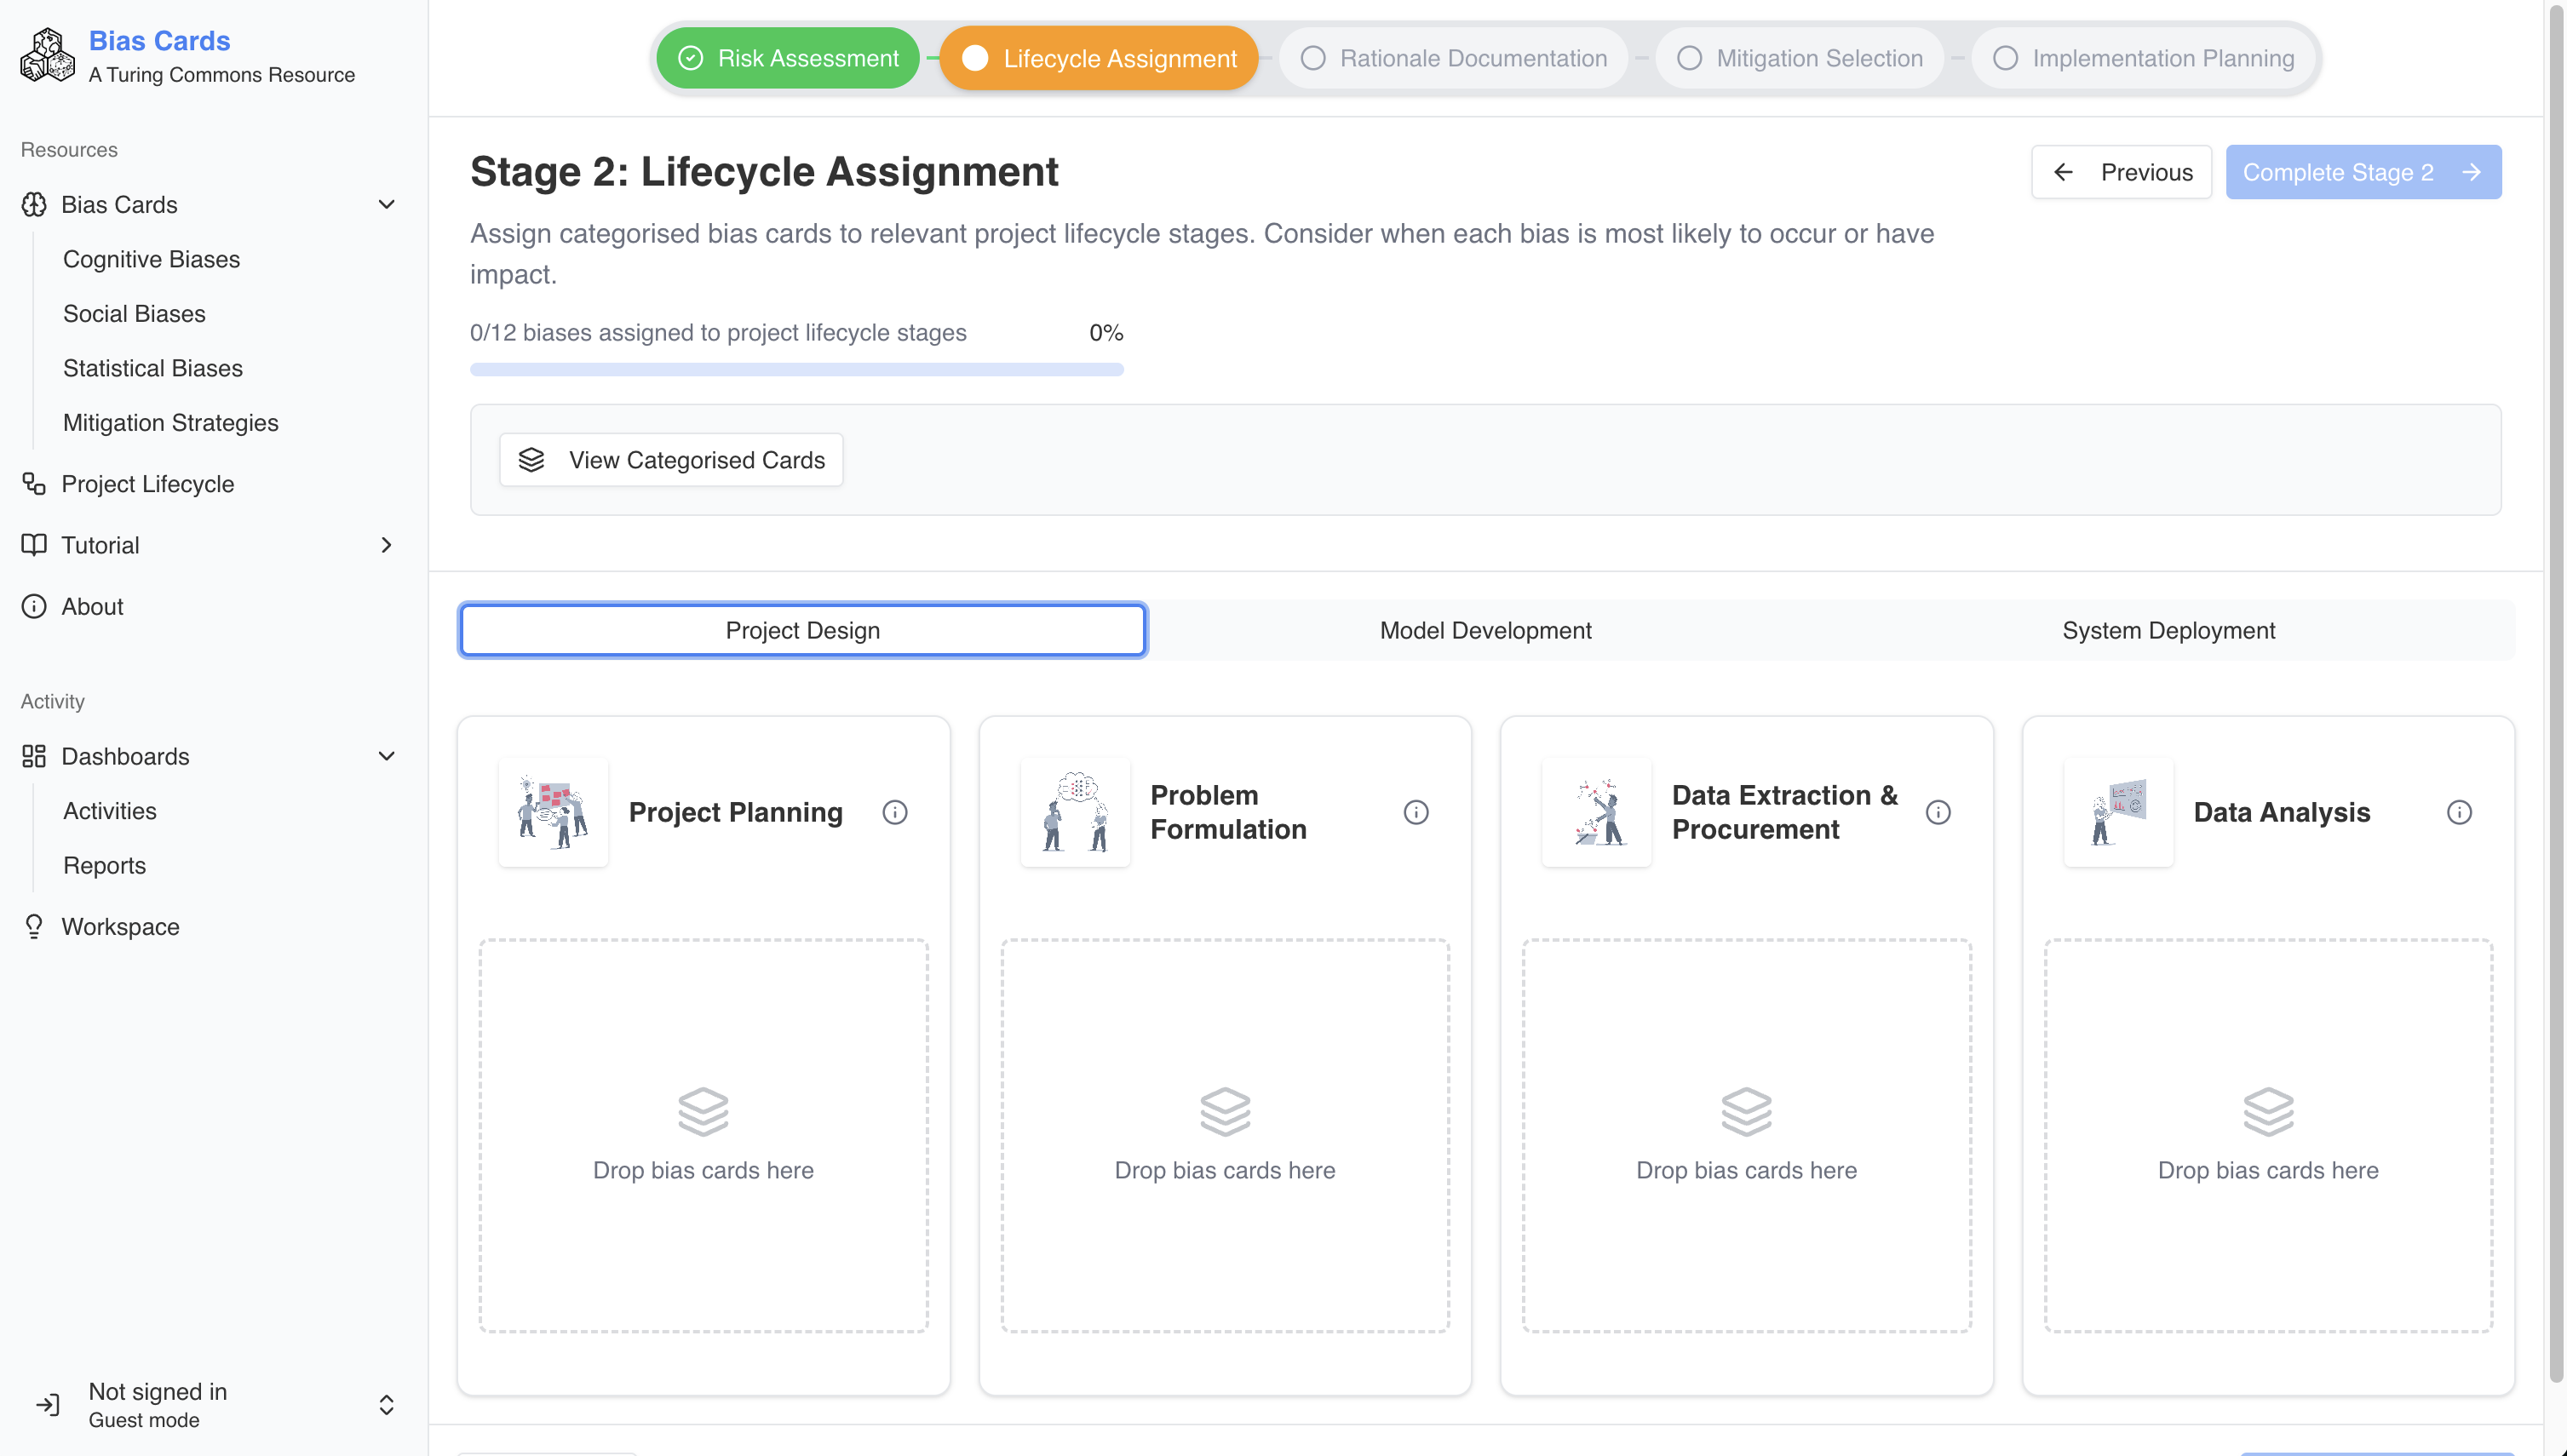 Bias Cards
A Turing Commons Resource
Resources
Bias Cards
Cognitive Biases
Social Biases
Statistical Biases
Mitigation Strategies
Project Lifecycle
Tutorial
About
Activity
Dashboards
Activities
Reports
Workspace
Not signed in
Guest mode
Risk Assessment
Lifecycle Assignment
Rationale Documentation
Mitigation Selection
Implementation Planning
Stage 2: Lifecycle Assignment
Previous
Complete Stage 2
Assign categorised bias cards to relevant project lifecycle stages. Consider when each bias is most likely to occur or have
impact.
0/12 biases assigned to project lifecycle stages
0%
View Categorised Cards
Project Design
Model Development
System Deployment
Project Planning
Drop bias cards here
Problem
Formulation
Drop bias cards here
Data Extraction &
Procurement
Drop bias cards here
Data Analysis
Drop bias cards here